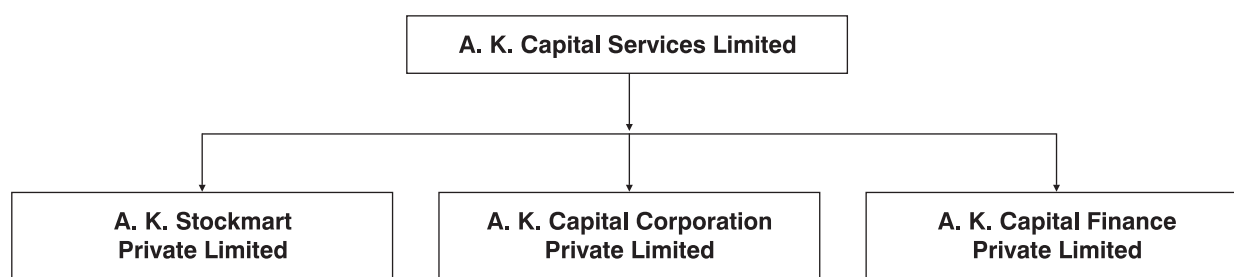 A. K. Capital Services Limited
A. K. Stockmart
Private Limited
A. K. Capital Corporation
Private Limited
A. K. Capital Finance
Private Limited